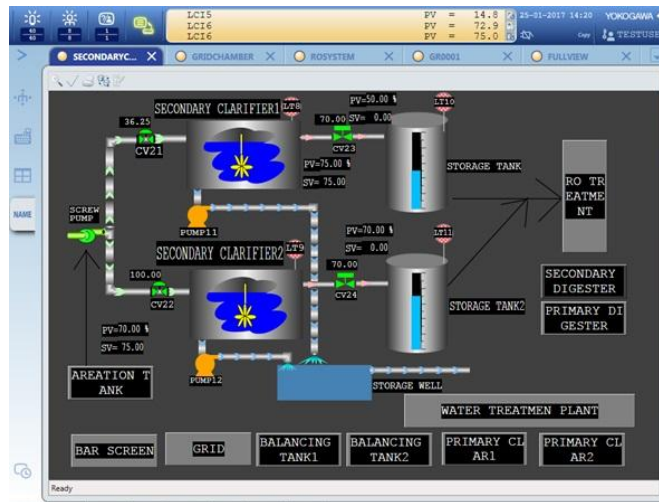 LCI5 PV = 14.8
LCI6 PV = 72.9
LCI6 PV = 75.0
25-01-2017 14:20 YOKOGAWA
Copy TESTUSE
SECONDARYC... GRIDCHAMBER ROSYSTEM GR0001 FULLVIEW
NAME
SECONDARY CLARIFIER1
LT8
PV=50.00 %
SV= 0.00
LT10
36.25
CV21
70.00
CV23
PV=75.00 %
SV= 75.00
STORAGE TANK
RO TR
EATME
NT
SCREW
PUMP
PUMP11
SECONDARY CLARIFIER2
LT9
PV=70.00 %
SV= 0.00
LT11
100.00
CV22
70.00
CV24
SECONDARY
DIGESTER
PRIMARY DI
GESTER
STORAGE TANK2
PV=70.00 %
SV= 75.00
PUMP12
AREATION T
ANK
STORAGE WELL
WATER TREATMEN PLANT
BAR SCREEN
GRID
BALANCING
TANK1
BALANCING
TANK2
PRIMARY CL
AR1
PRIMARY CL
AR2
Ready